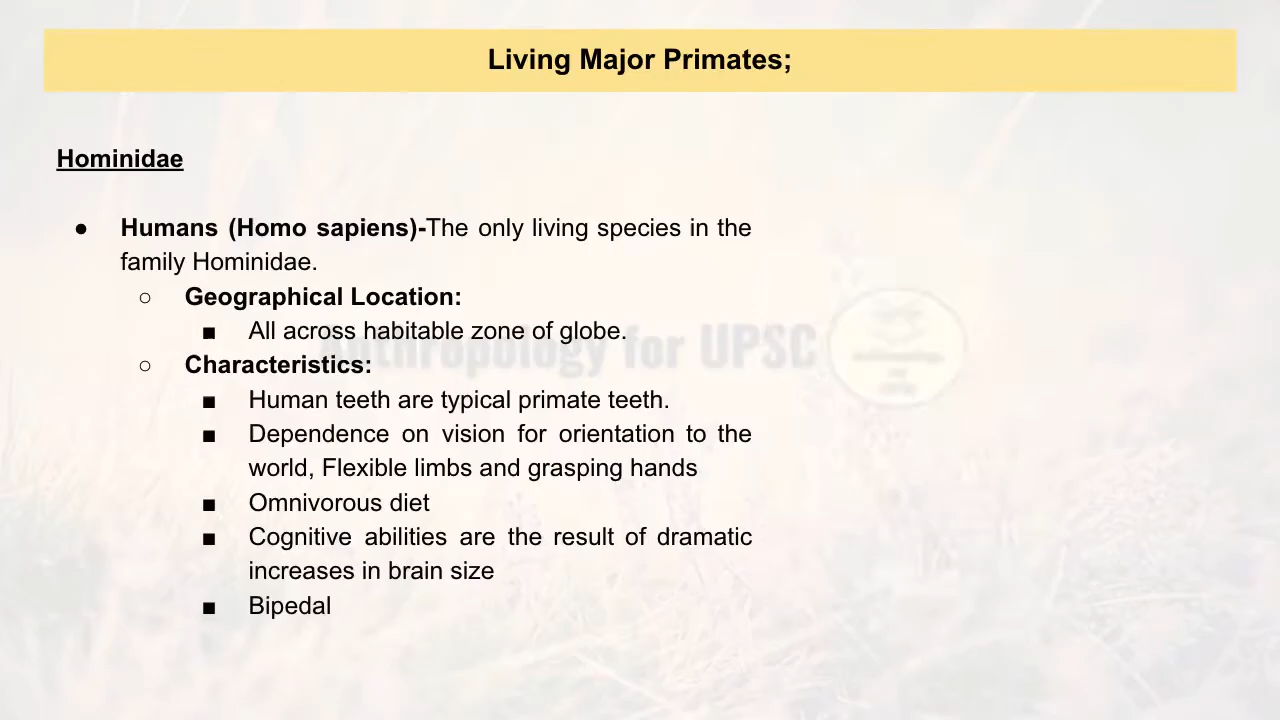 Living Major Primates;
Hominidae
● Humans (Homo sapiens)-The only living species in the
family Hominidae.
○ Geographical Location:
■ All across habitable zone of globe.
○ Characteristics:
■ Human teeth are typical primate teeth.
■ Dependence on vision for orientation to the
world, Flexible limbs and grasping hands
■ Omnivorous diet
■ Cognitive abilities are the result of dramatic
increases in brain size
■ Bipedal
Anthropology for UPSC